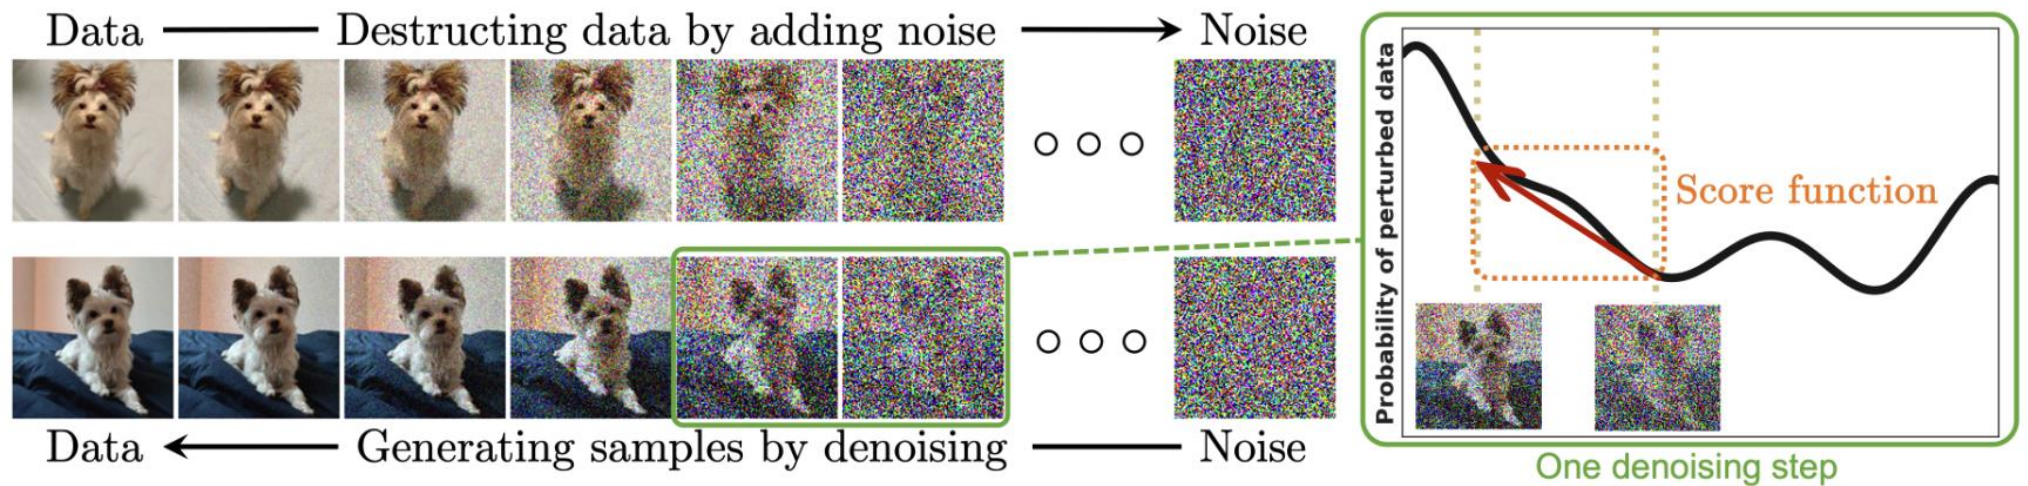 Data Destructing data by adding noise Noise
Generating samples by denoising
Data Noise
Probability of perturbed data
Score function
One denoising step